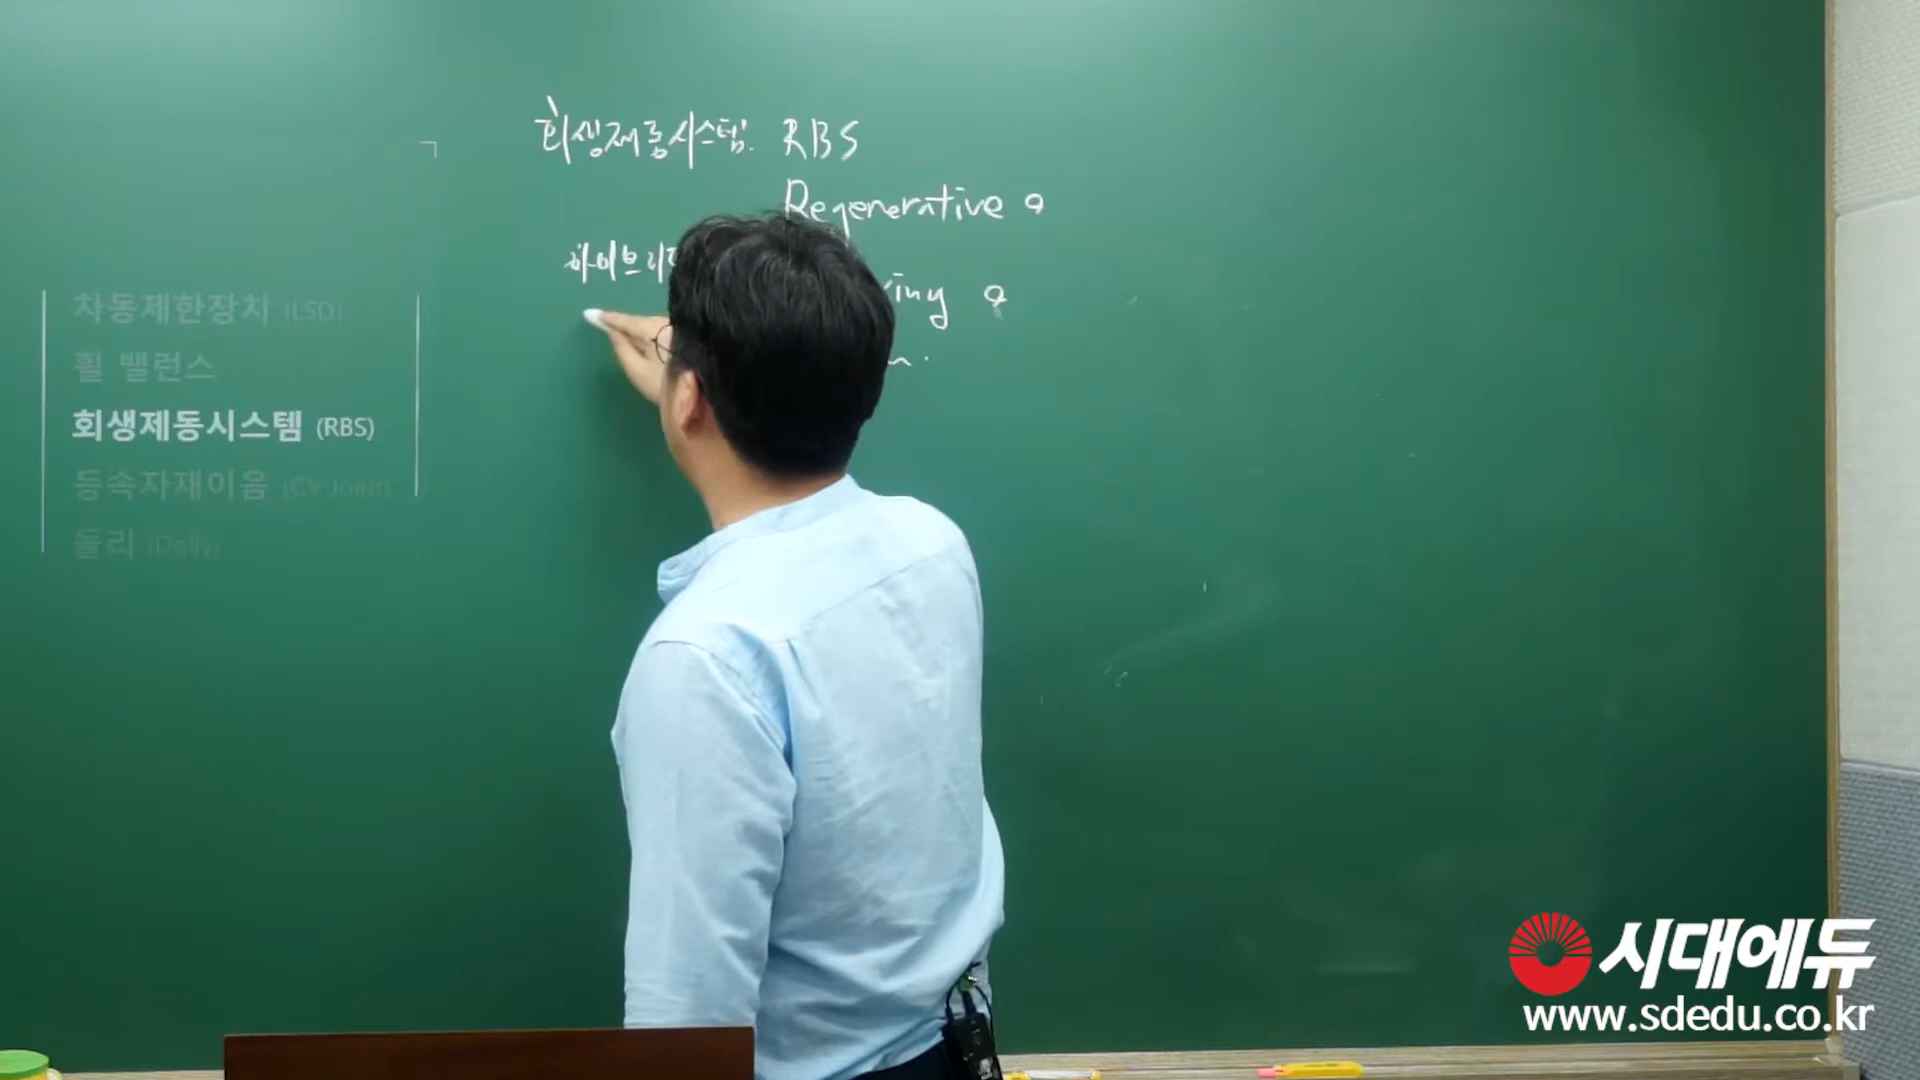 회생제동시스템. RBS
Regenerative
하이브리
차동제한장치 (LSD)
휠 밸런스
회생제동시스템 (RBS)
등속자재이음 (CV Joint)
돌리 (Dolly)
시대에듀
www.sdedu.co.kr